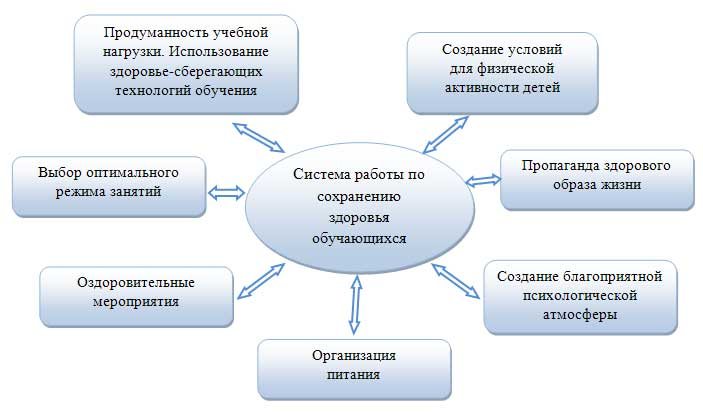 Продуманность учебной
нагрузки. Использование
здоровье-сберегающих
технологий обучения
Создание условий
для физической
активности детей
Выбор оптимального
режима занятий
Система работы по
сохранению
здоровья
обучающихся
Пропаганда здорового
образа жизни
Оздоровительные
мероприятия
Создание благоприятной
психологической
атмосферы
Организация
питания